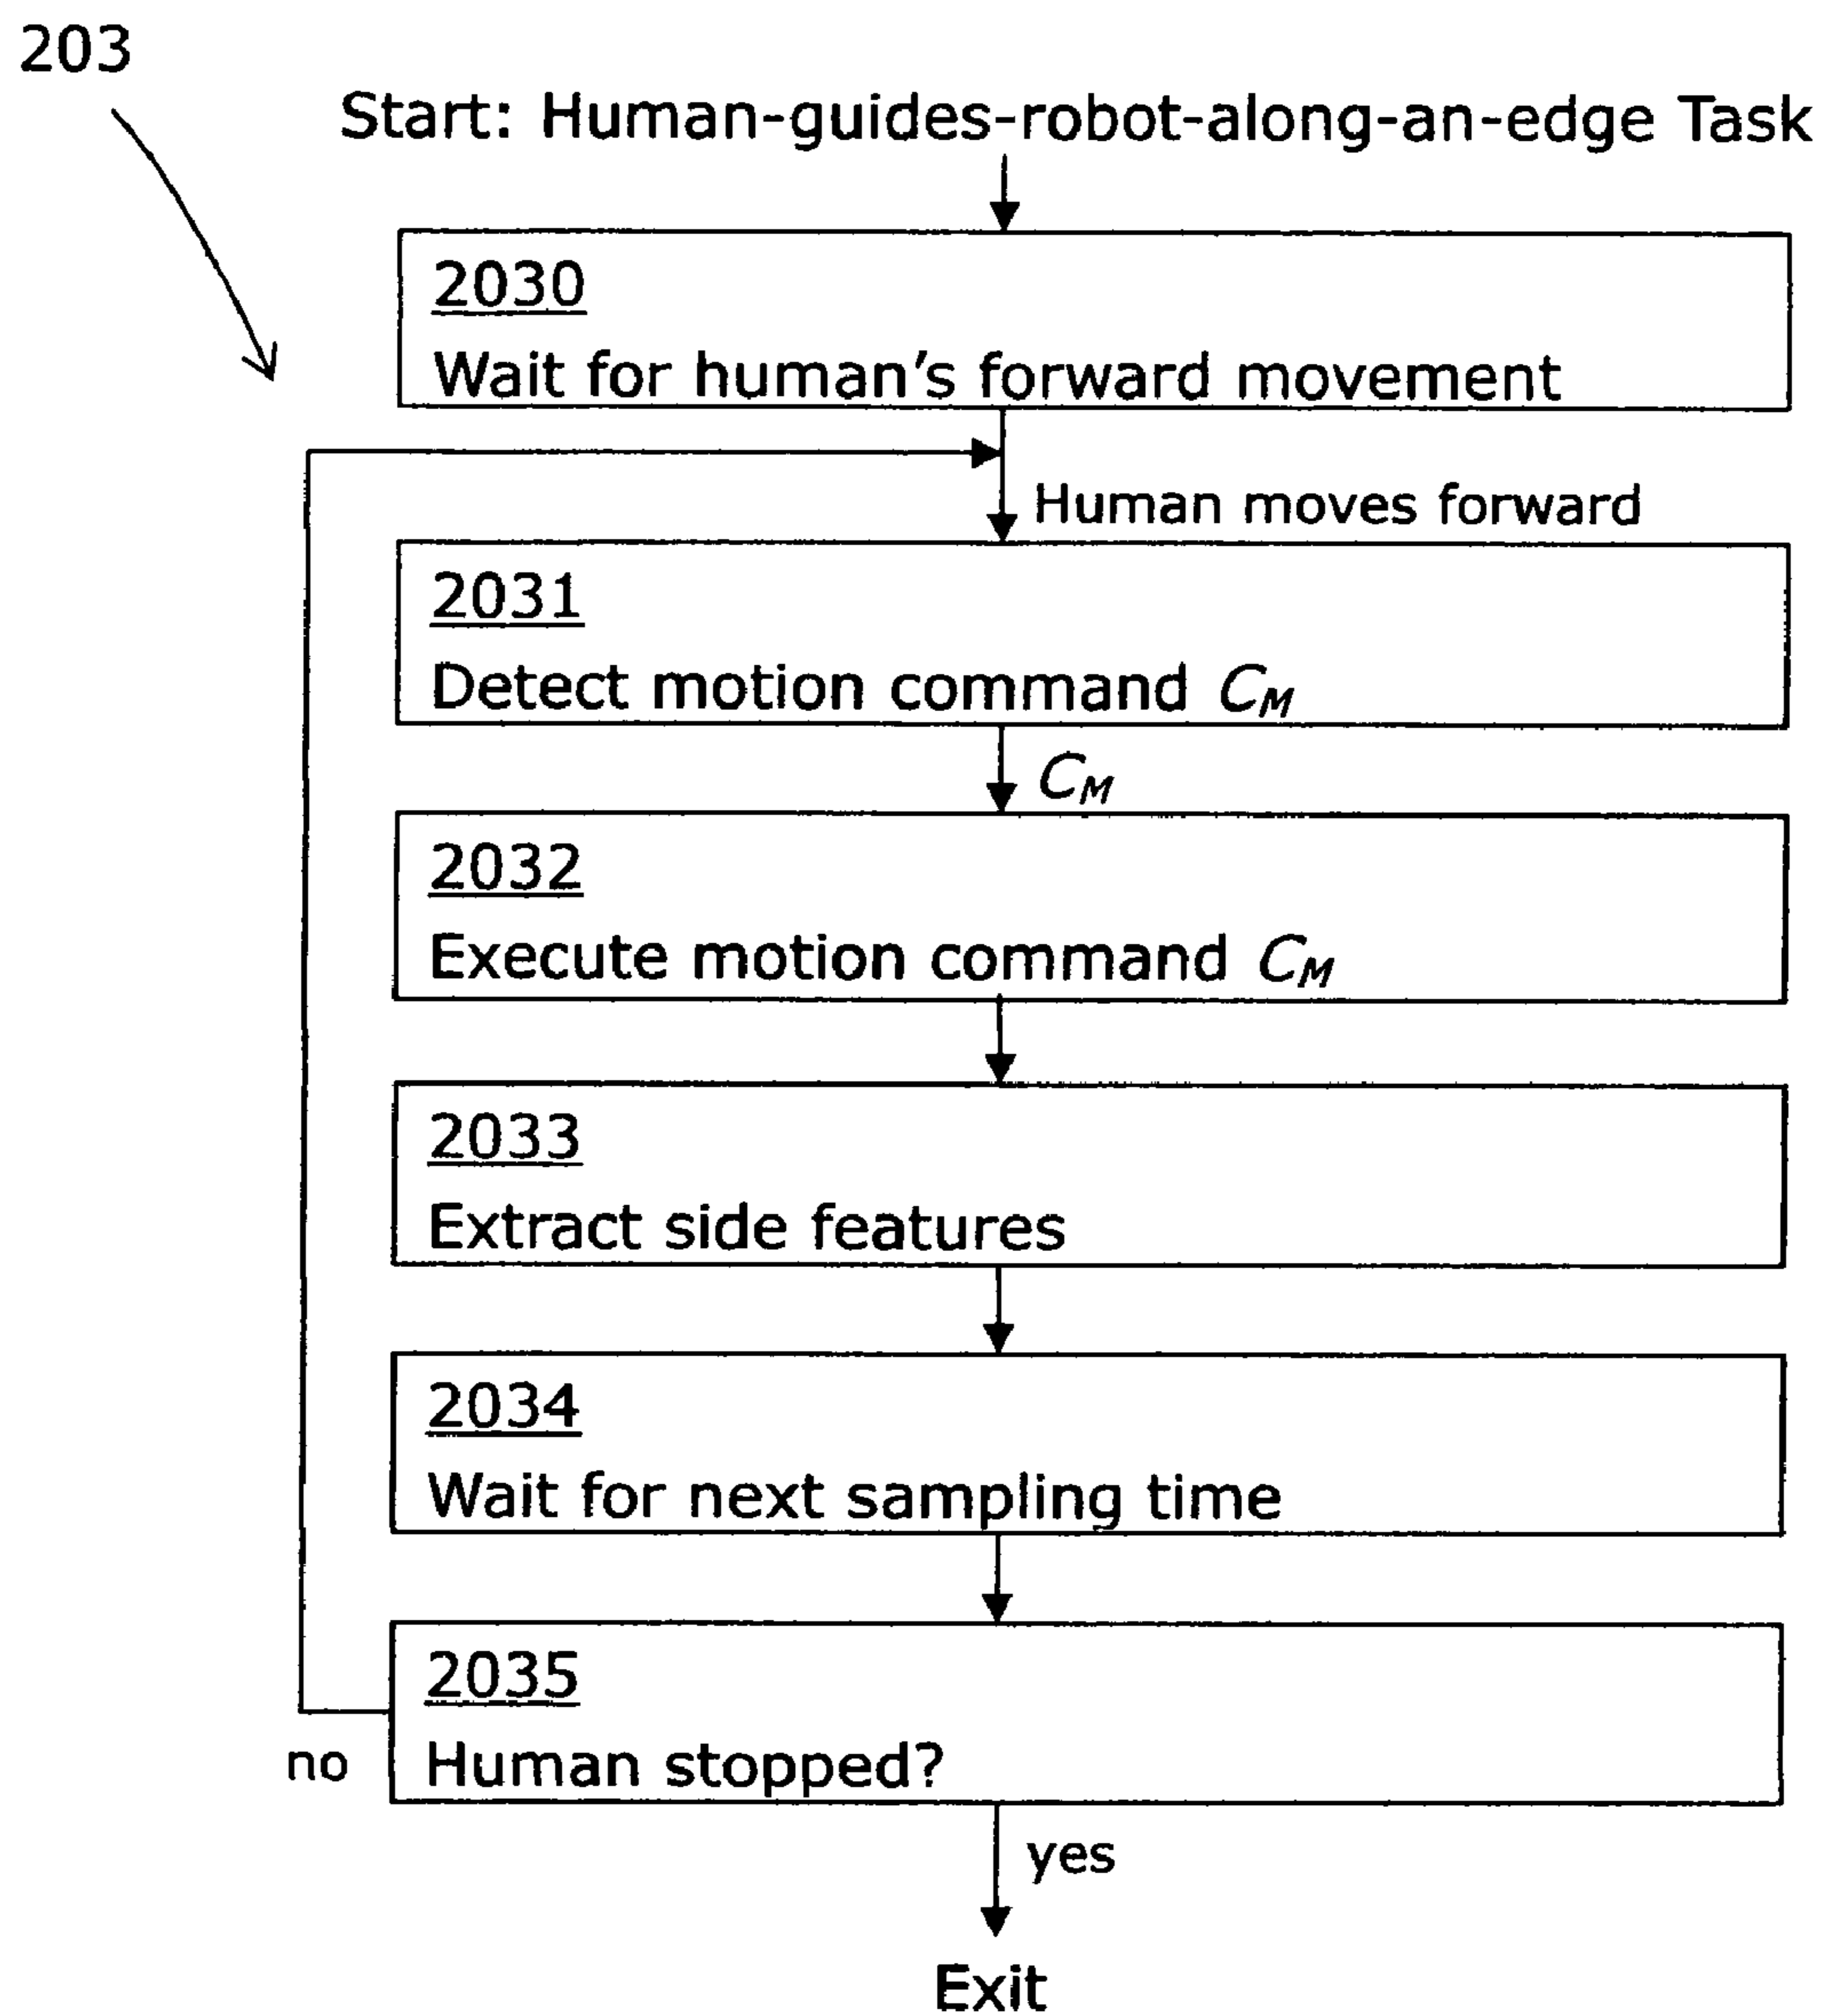 203
Start: Human-guides-robot-along-an-edge Task
2030
Wait for human's forward movement
Human moves forward
2031
Detect motion command CM
CM
2032
Execute motion command CM
2033
Extract side features
2034
Wait for next sampling time
2035
Human stopped?
no
yes
Exit